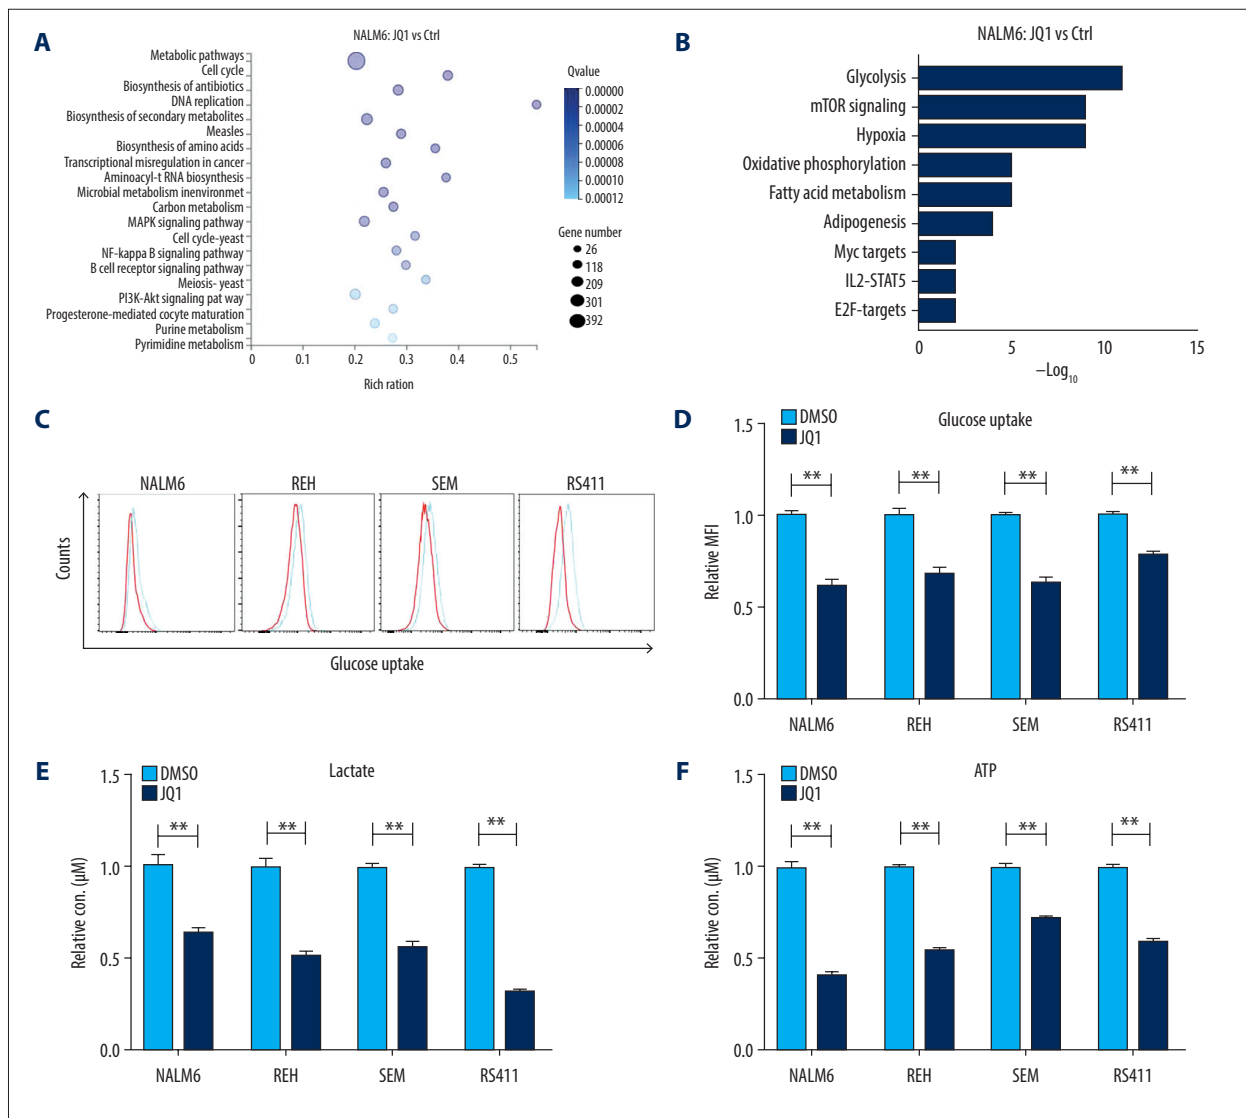 A
NALM6: JQ1 vs Ctrl
Metabolic pathways
Cell cycle
Biosynthesis of antibiotics
DNA replication
Biosynthesis of secondary metabolites
Measles
Biosynthesis of amino acids
Transcriptional misregulation in cancer
Aminoacyl-t RNA biosynthesis
Microbial metabolism inenvironmet
Carbon metabolism
MAPK signaling pathway
Cell cycle-yeast
NF-kappa B signaling pathway
B cell receptor signaling pathway
Meiosis- yeast
PI3K-Akt signaling pat way
Progesterone-mediated cocyte maturation
Purine metabolism
Pyrimidine metabolism
0 0.1 0.2 0.3 0.4 0.5
Rich ration
Qvalue
0.00000
0.00002
0.00004
0.00006
0.00008
0.00010
0.00012
Gene number
26
118
209
301
392
B
NALM6: JQ1 vs Ctrl
Glycolysis
mTOR signaling
Hypoxia
Oxidative phosphorylation
Fatty acid metabolism
Adipogenesis
Myc targets
IL2-STAT5
E2F-targets
0 5 10 15
–Log10
C
NALM6 REH SEM RS411
Counts
Glucose uptake
D
DMSO
JQ1
Glucose uptake
Relative MFI
1.5
1.0
0.5
0.0
** ** ** **
NALM6 REH SEM RS411
E
DMSO
JQ1
Lactate
Relative con. (µM)
1.5
1.0
0.5
0.0
** ** ** **
NALM6 REH SEM RS411
F
DMSO
JQ1
ATP
Relative con. (µM)
1.5
1.0
0.5
0.0
** ** ** **
NALM6 REH SEM RS411